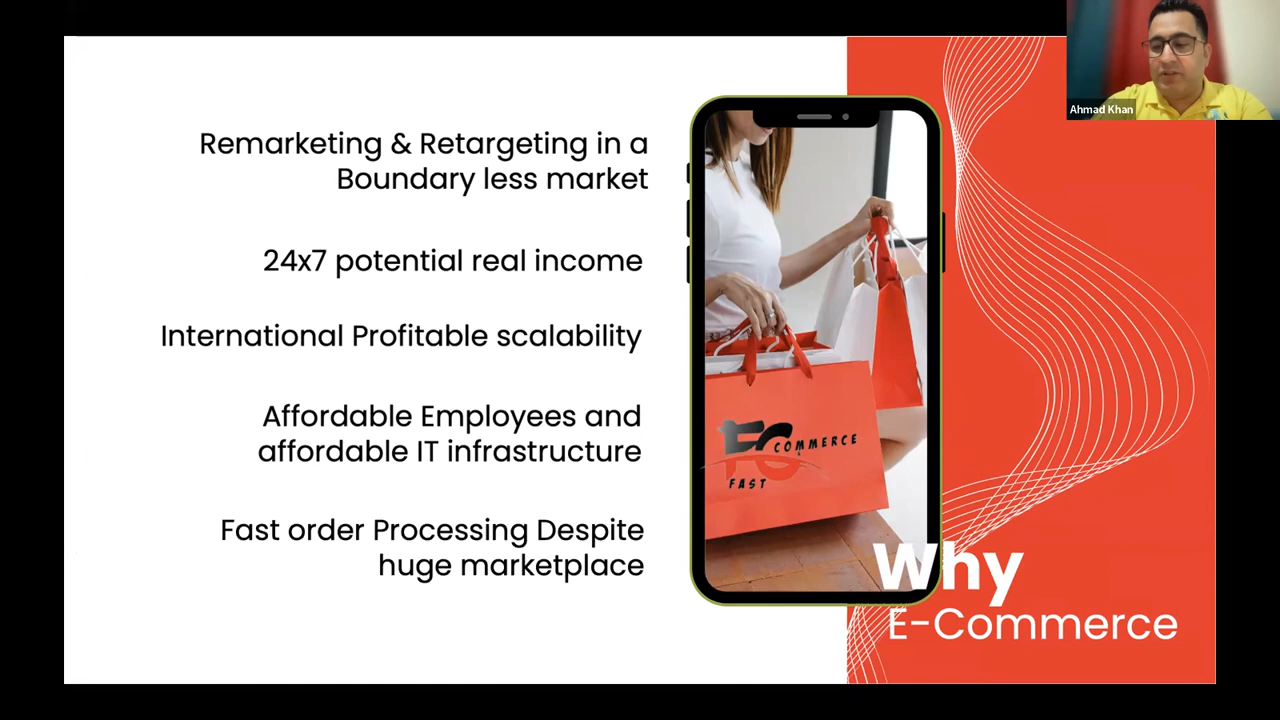 Remarketing & Retargeting in a
Boundary less market
24x7 potential real income
International Profitable scalability
Affordable Employees and
affordable IT infrastructure
Fast order Processing Despite
huge marketplace
FC
COMMERCE
FAST
Why
E-Commerce
Ahmad Khan